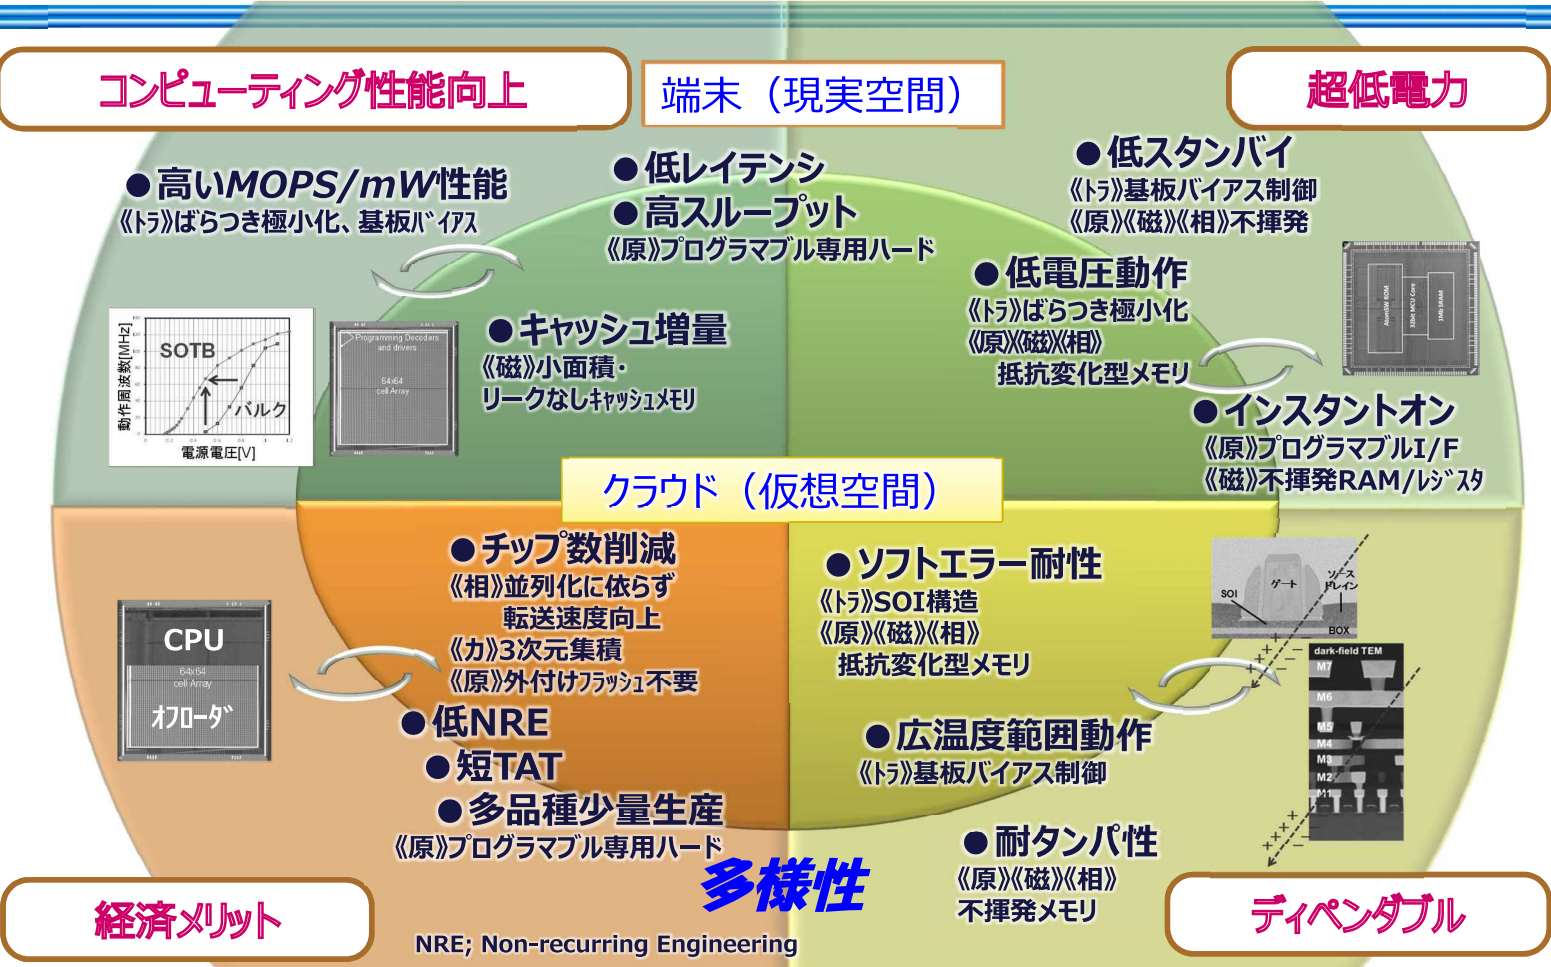 コンピューティング性能向上
端末（現実空間）
超低電力
●高いMOPS/mW性能
《トラ》ばらつき極小化、基板バイアス
●低レイテンシ
●高スループット
《原》プログラマブル専用ハード
●低スタンバイ
《トラ》基板バイアス制御
《原》《磁》《相》不揮発
●低電圧動作
《トラ》ばらつき極小化
《原》《磁》《相》
抵抗変化型メモリ
AtomSW ROM
32bit MCU Core
1Mb SRAM
●キャッシュ増量
《磁》小面積・
リークなしキャッシュメモリ
動作周波数[MHz]
SOTB
バルク
0 0.2 0.4 0.6 0.8 1 1.2
電源電圧[V]
Programming Decoders
and drivers
64x64
cell Array
●インスタントオン
《原》プログラマブルI/F
《磁》不揮発RAM/レジスタ
クラウド（仮想空間）
●チップ数削減
《相》並列化に依らず
転送速度向上
《カ》3次元集積
《原》外付けフラッシュ不要
●低NRE
●短TAT
●多品種少量生産
《原》プログラマブル専用ハード
CPU
64x64
cell Array
オフローダ
●ソフトエラー耐性
《トラ》SOI構造
《原》《磁》《相》
抵抗変化型メモリ
●広温度範囲動作
《トラ》基板バイアス制御
●耐タンパ性
《原》《磁》《相》
不揮発メモリ
ゲート
ソース
ドレイン
SOI
BOX
dark-field TEM
M7
M6
M5
M4
M3
M2
M1
多様性
経済メリット
ディペンダブル
NRE; Non-recurring Engineering